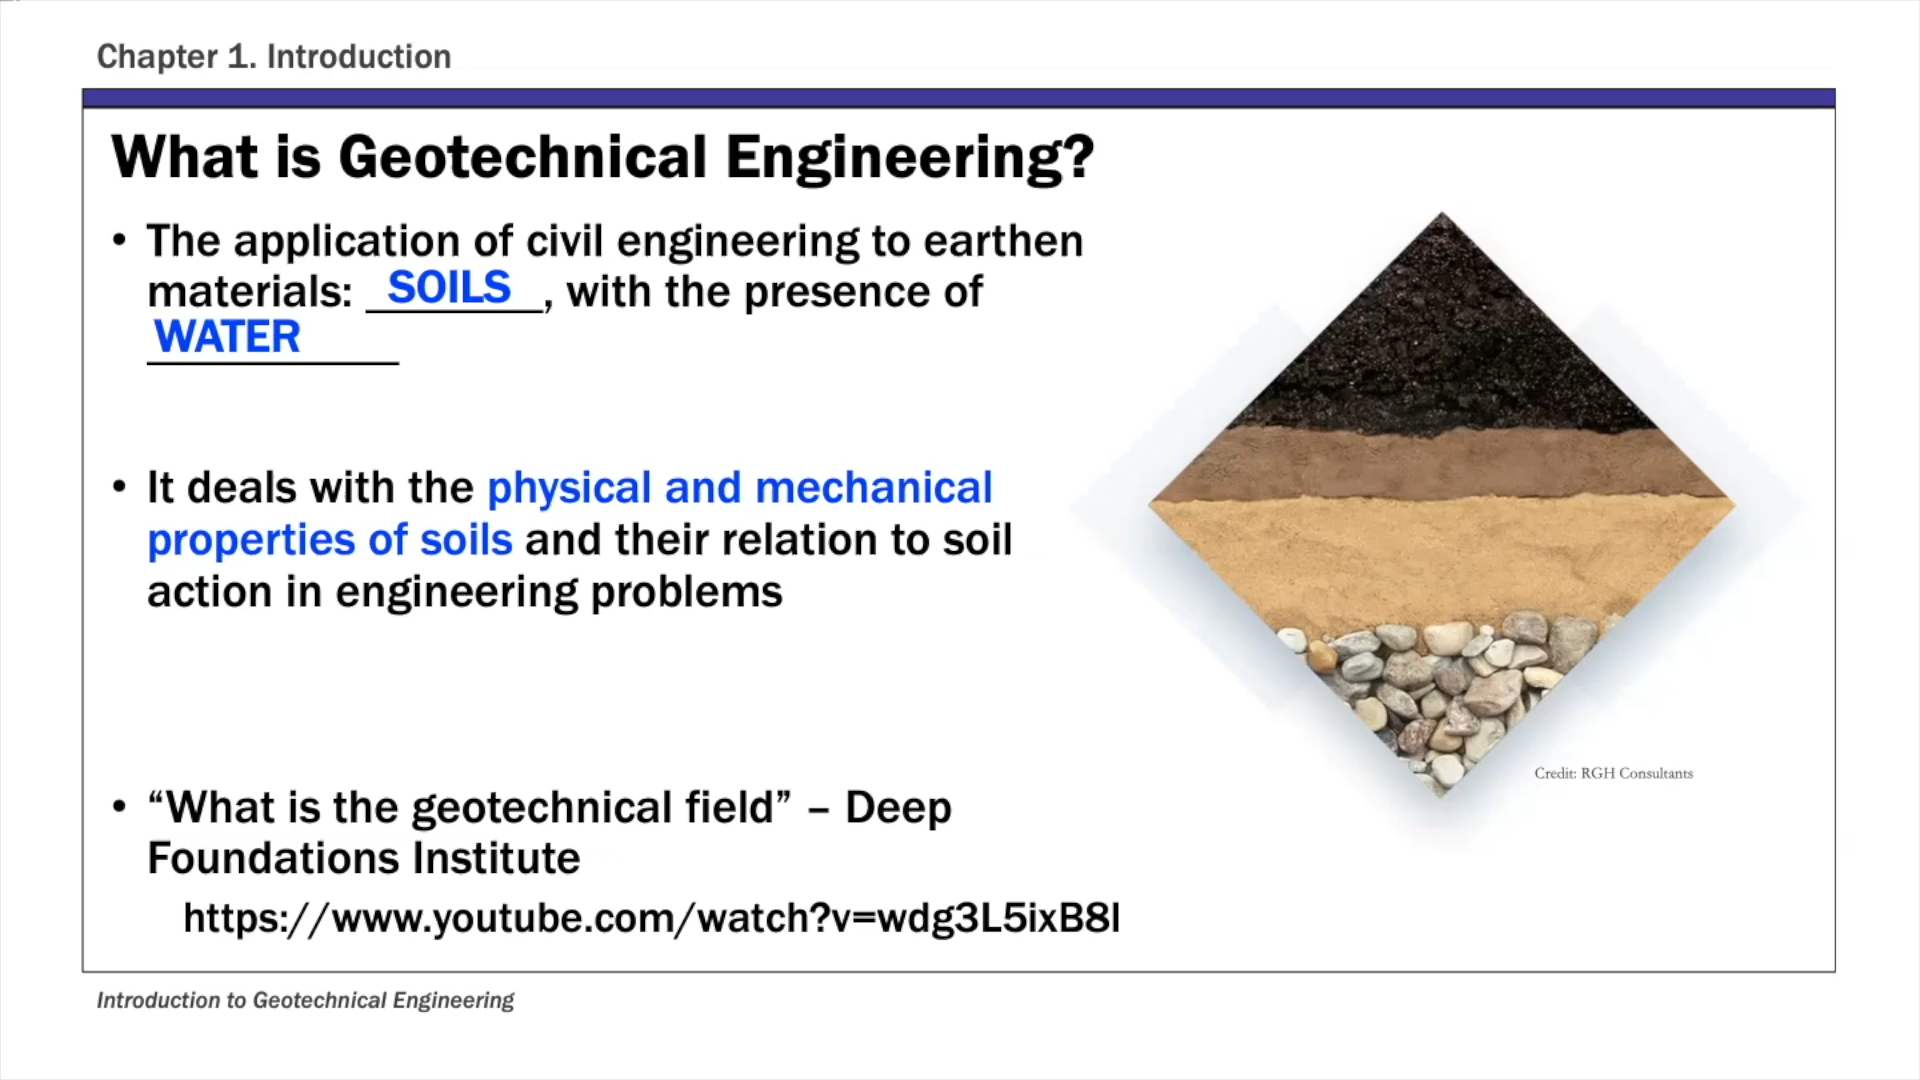 Chapter 1. Introduction
What is Geotechnical Engineering?
• The application of civil engineering to earthen
materials: SOILS, with the presence of
WATER
• It deals with the physical and mechanical
properties of soils and their relation to soil
action in engineering problems
• “What is the geotechnical field” – Deep
Foundations Institute
https://www.youtube.com/watch?v=wdg3L5ixB8I
Credit: RGH Consultants
Introduction to Geotechnical Engineering